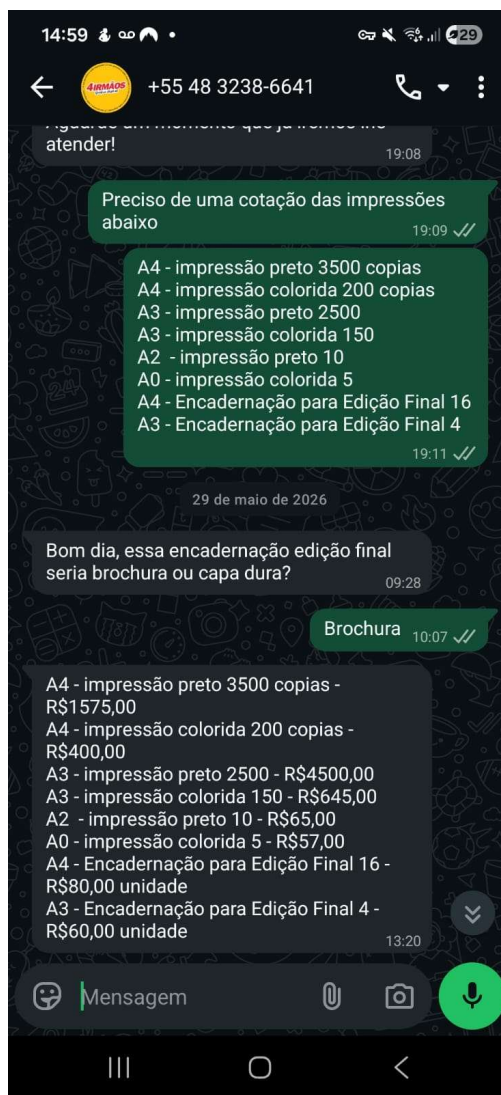 14:59
29
4IRMÃOS
+55 48 3238-6641
atender!
19:08
Preciso de uma cotação das impressões
abaixo
19:09
A4 - impressão preto 3500 copias
A4 - impressão colorida 200 copias
A3 - impressão preto 2500
A3 - impressão colorida 150
A2 - impressão preto 10
A0 - impressão colorida 5
A4 - Encadernação para Edição Final 16
A3 - Encadernação para Edição Final 4
19:11
29 de maio de 2026
Bom dia, essa encadernação edição final
seria brochura ou capa dura?
09:28
Brochura
10:07
A4 - impressão preto 3500 copias -
R$1575,00
A4 - impressão colorida 200 copias -
R$400,00
A3 - impressão preto 2500 - R$4500,00
A3 - impressão colorida 150 - R$645,00
A2 - impressão preto 10 - R$65,00
A0 - impressão colorida 5 - R$57,00
A4 - Encadernação para Edição Final 16 -
R$80,00 unidade
A3 - Encadernação para Edição Final 4 -
R$60,00 unidade
13:20
Mensagem